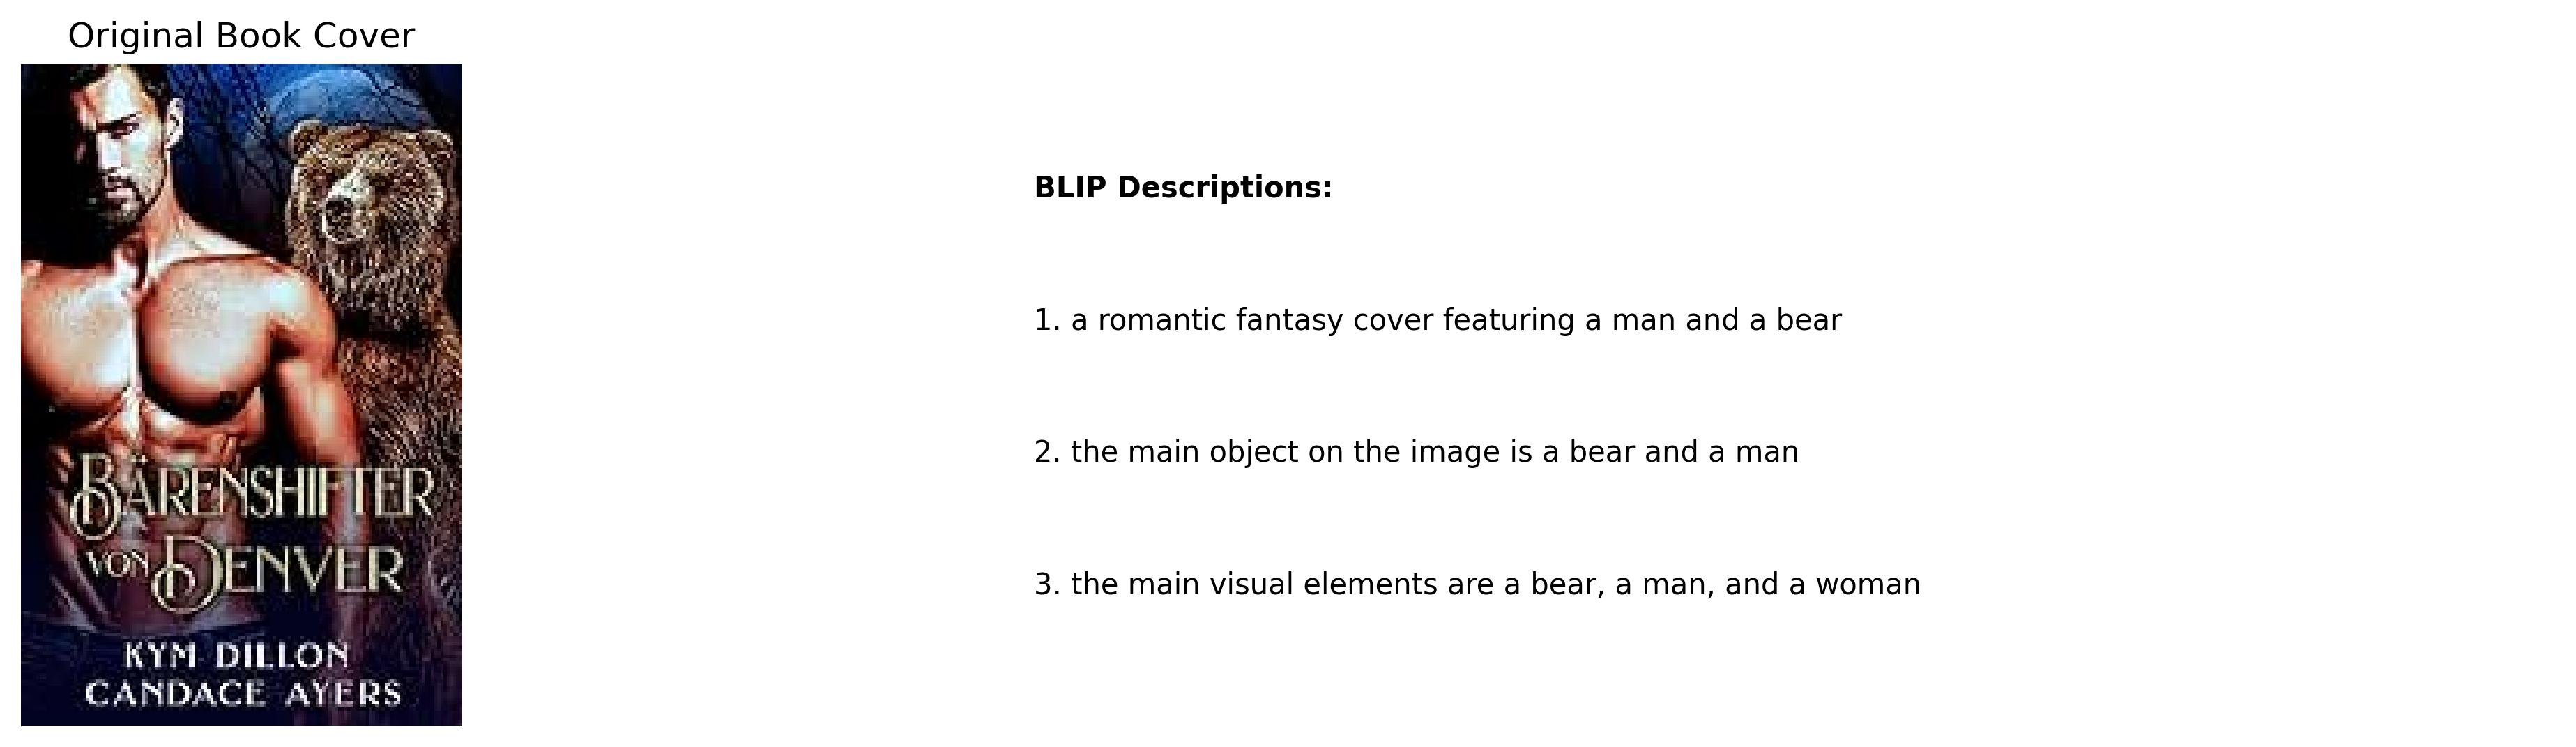 Original Book Cover
BÄRENSHIFTER
VON DENVER
KYM DILLON
CANDACE AYERS
BLIP Descriptions:
1. a romantic fantasy cover featuring a man and a bear
2. the main object on the image is a bear and a man
3. the main visual elements are a bear, a man, and a woman